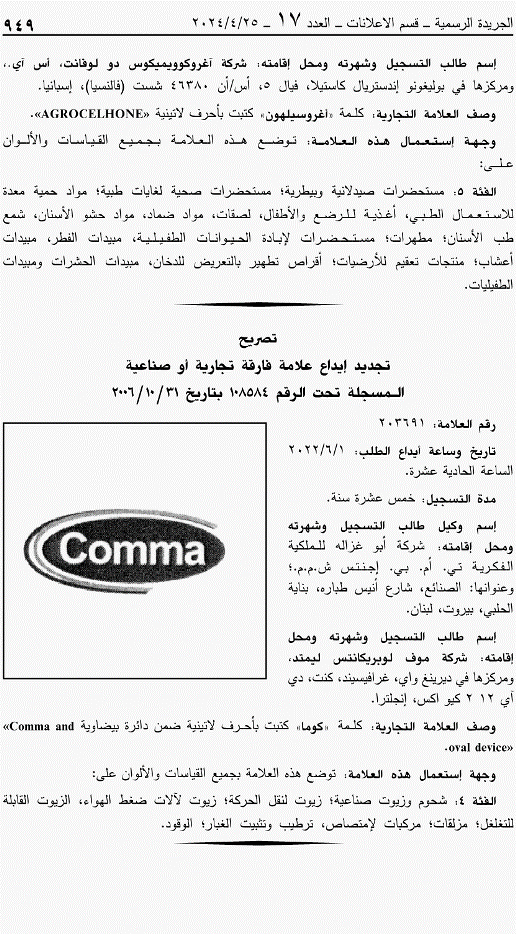 الجريدة الرسمية – قسم الاعلانات – العدد ١٧ – ٢٠٢٤/٤/٢٥
٩٤٩
إسم طالب التسجيل وشهرته ومحل إقامته: شركة آغروكوويميكوس دو لوفانت، أس آي.،
ومركزها في بوليغونو إندستريال كاستيلا، فيال ٥، أس/أن ٤٦٣٨٠ شست (فالنسيا)، إسبانيا.
وصف العلامة التجارية: كلمة «أغروسيلهون» كتبت بأحرف لاتينية «AGROCELHONE».
وجهة إستعمال هذه العلامة: توضع هذه العلامة بجميع القياسات والألوان
على:
الفئة ٥: مستحضرات صيدلانية وبيطرية؛ مستحضرات صحية لغايات طبية؛ مواد حمية معدة
للاستعمال الطبي، أغذية للرضع والأطفال، لصقات، مواد ضماد، مواد حشو الأسنان، شمع
طب الأسنان؛ مطهرات؛ مستحضرات لإبادة الحيوانات الطفيلية، مبيدات الفطر، مبيدات
أعشاب؛ منتجات تعقيم للأرضيات؛ أقراص تطهير بالتعريض للدخان، مبيدات الحشرات ومبيدات
الطفيليات.
تصريح
تجديد إيداع علامة فارقة تجارية أو صناعية
المسجلة تحت الرقم ١٠٨٥٨٤ بتاريخ ٢٠٠٦/١٠/٣١
رقم العلامة: ٢٠٣٦٩١
تاريخ وساعة أيداع الطلب: ٢٠٢٢/٦/١
الساعة الحادية عشرة.
مدة التسجيل: خمس عشرة سنة.
إسم وكيل طالب التسجيل وشهرته
ومحل إقامته: شركة أبو غزاله للملكية
الفكرية تي. أم. بي. إجنتس ش.م.م.؛
وعنوانها: الصنائع، شارع أنيس طباره، بناية
الحلبي، بيروت، لبنان.
إسم طالب التسجيل وشهرته ومحل
إقامته: شركة موف لوبريكانتس ليمتد،
ومركزها في ديرينغ واي، غرافيسيند، كنت، دي
آي ١٢ ٢ كيو اكس، إنجلترا.
Comma
وصف العلامة التجارية: كلمة «كوما» كتبت بأحرف لاتينية ضمن دائرة بيضاوية «Comma and
oval device».
وجهة إستعمال هذه العلامة: توضع هذه العلامة بجميع القياسات والألوان على:
الفئة ٤: شحوم وزيوت صناعية؛ زيوت لنقل الحركة؛ زيوت لآلات ضغط الهواء، الزيوت القابلة
للتغلغل؛ مزلقات؛ مركبات لإمتصاص، ترطيب وتثبيت الغبار؛ الوقود.